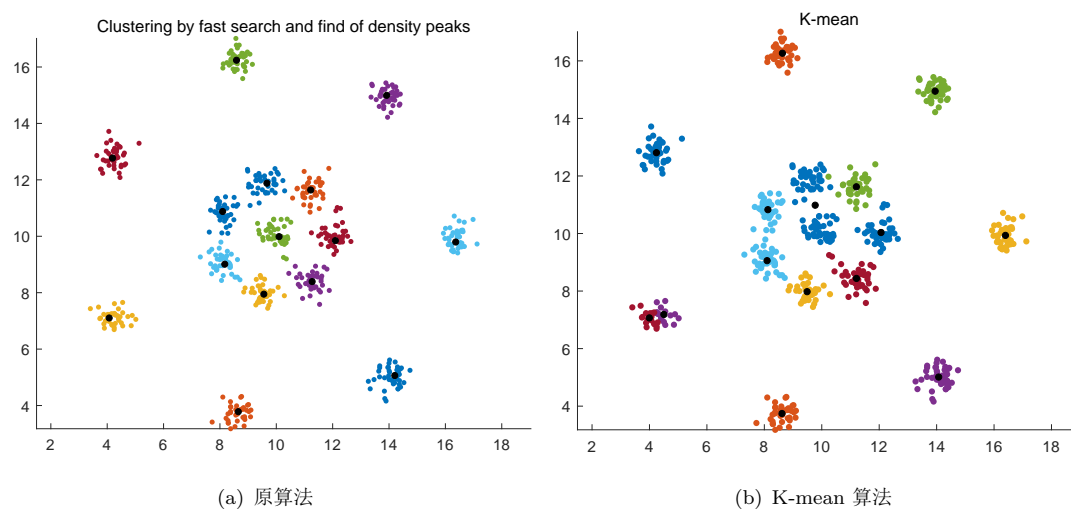 Clustering by fast search and find of density peaks
16
14
12
10
8
6
4
2 4 6 8 10 12 14 16 18
(a) 原算法
K-mean
16
14
12
10
8
6
4
2 4 6 8 10 12 14 16 18
(b) K-mean 算法